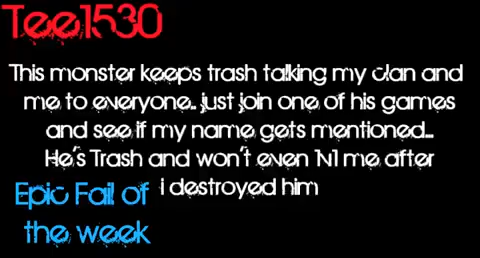 Tee1530
This monster keeps trash talking my clan and
me to everyone.. just join one of his games
and see if my name gets mentioned...
He's Trash and won't even 1v1 me after
i destroyed him
Epic Fail of
the week